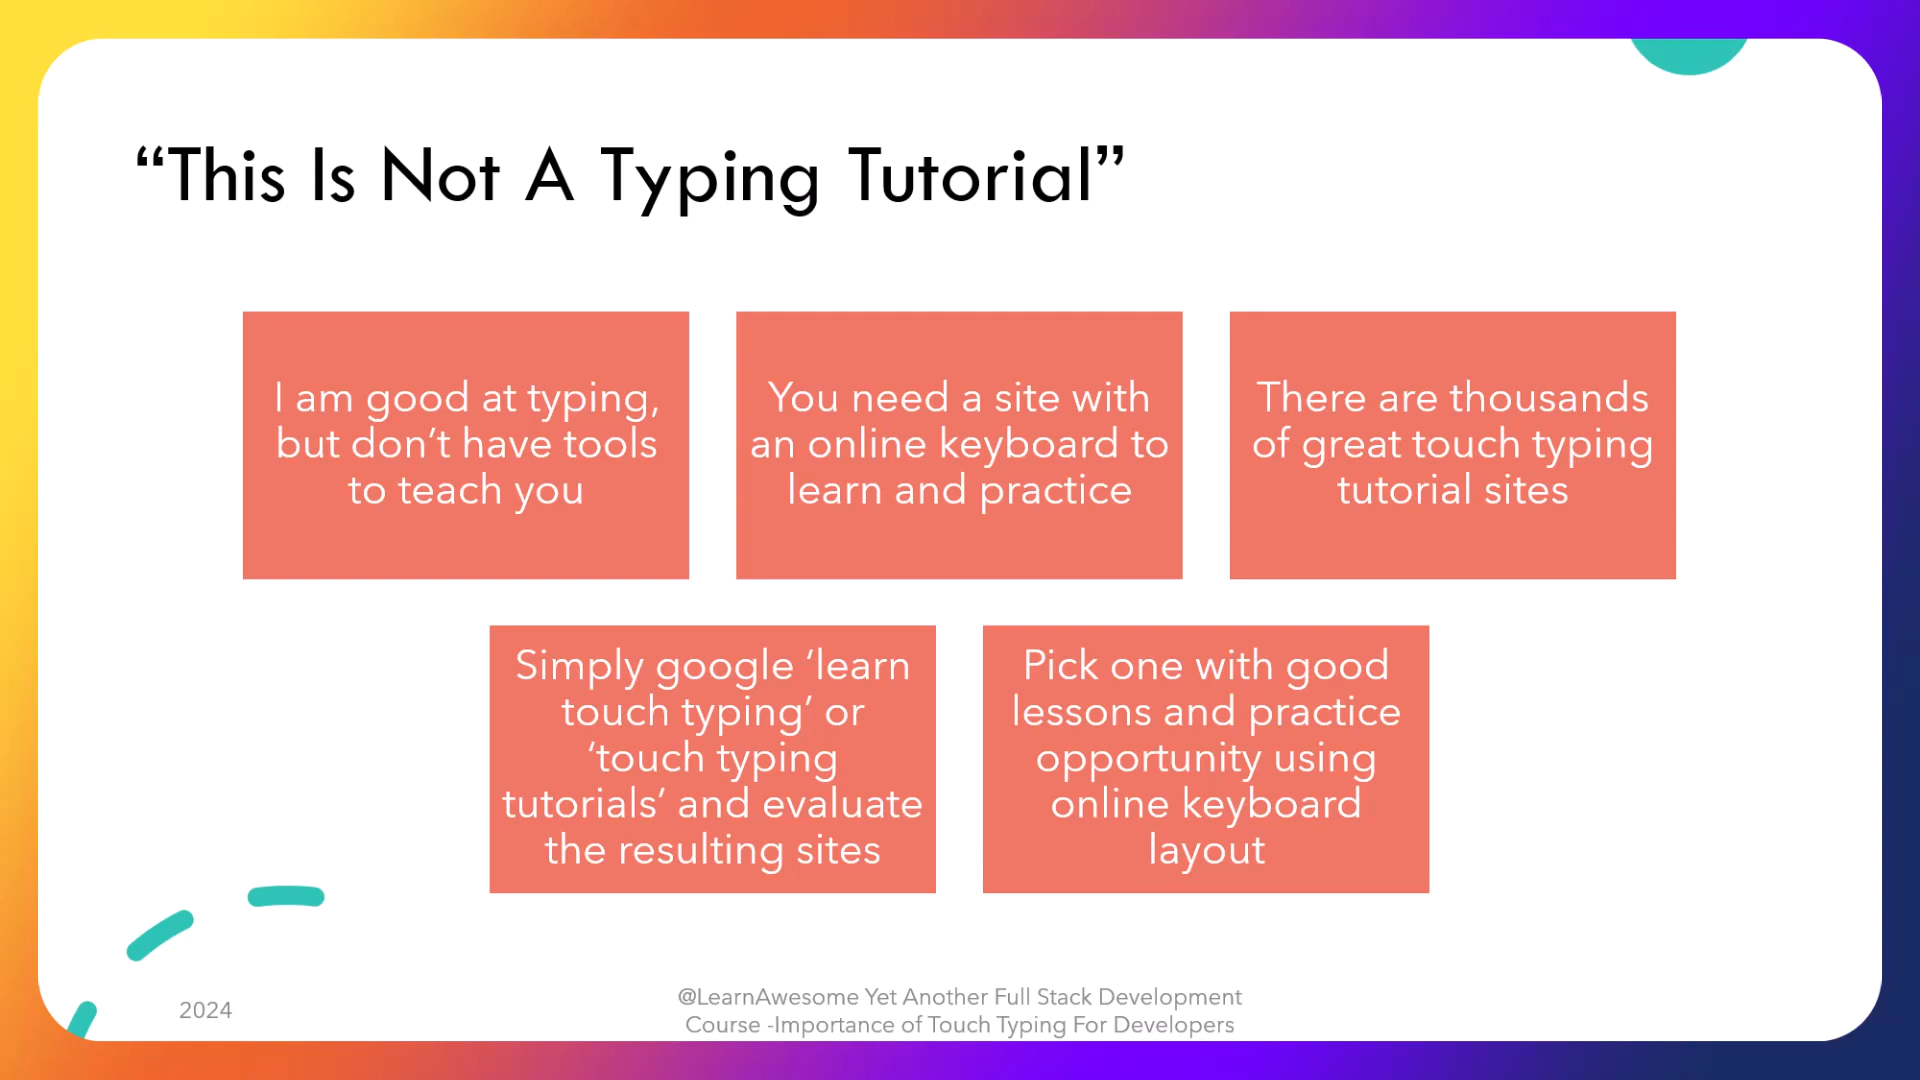 “This Is Not A Typing Tutorial”
I am good at typing,
but don’t have tools
to teach you
You need a site with
an online keyboard to
learn and practice
There are thousands
of great touch typing
tutorial sites
Simply google ‘learn
touch typing’ or
‘touch typing
tutorials’ and evaluate
the resulting sites
Pick one with good
lessons and practice
opportunity using
online keyboard
layout
2024
@LearnAwesome Yet Another Full Stack Development
Course -Importance of Touch Typing For Developers